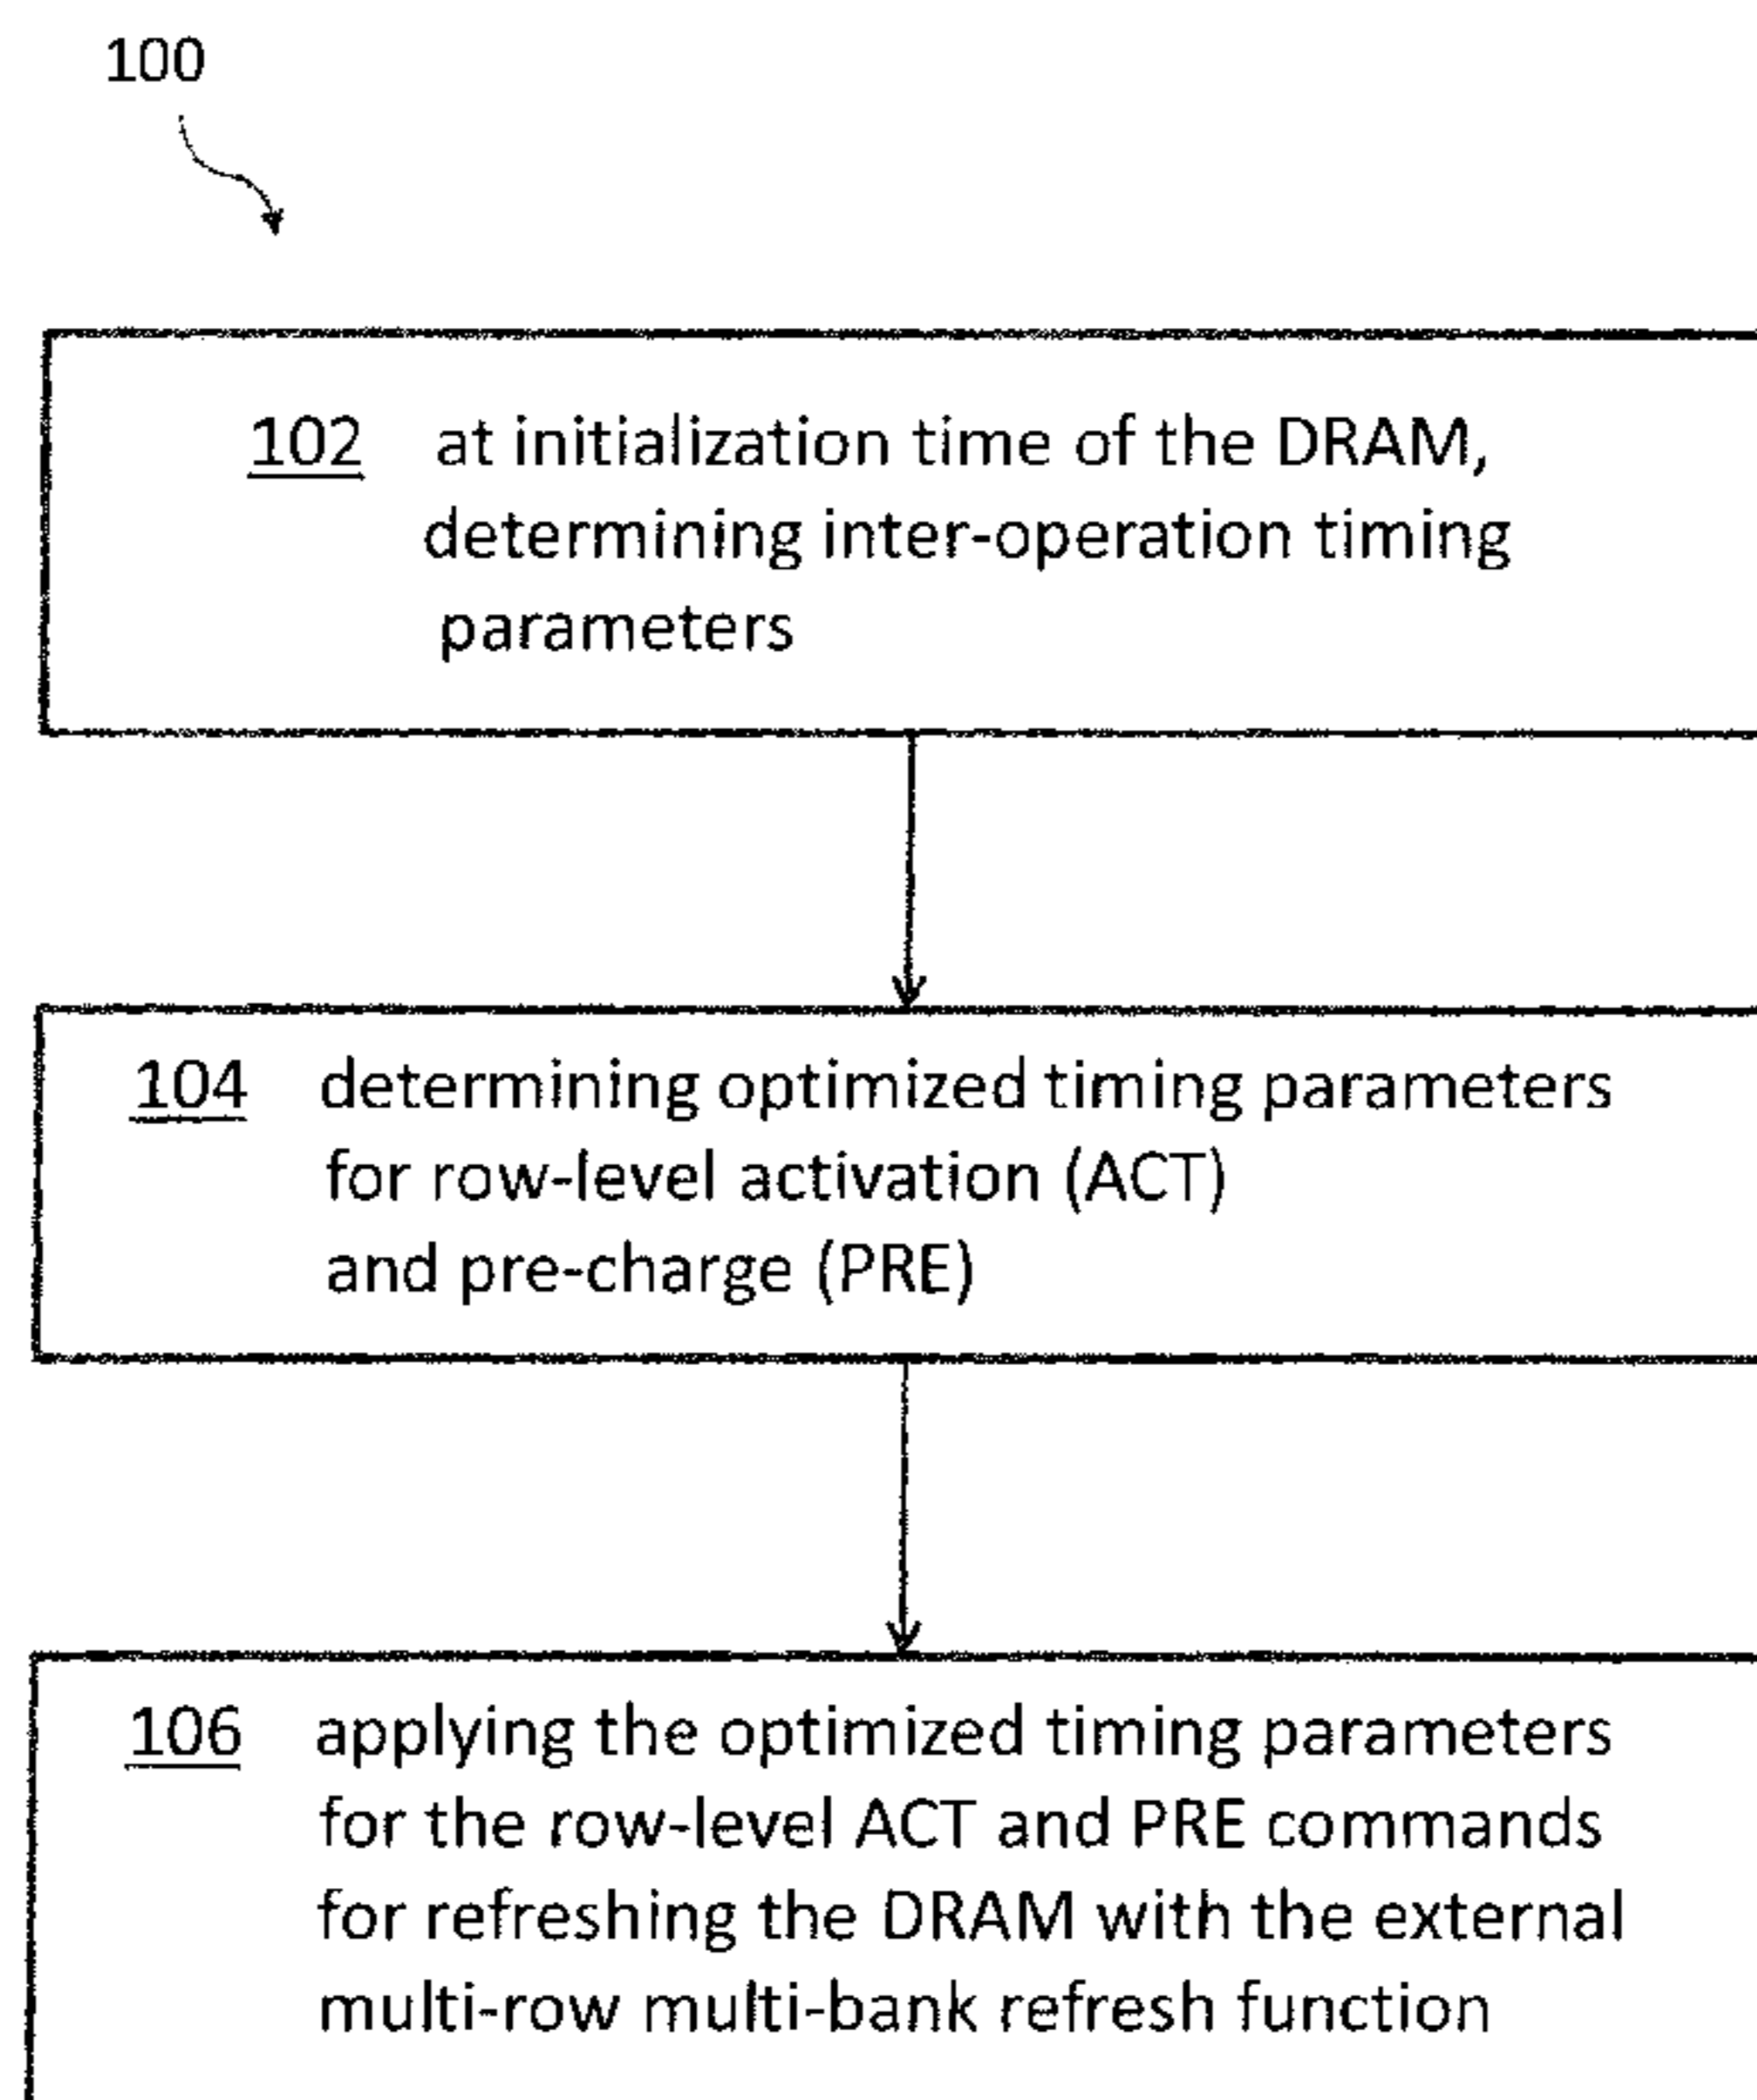 100
102 at initialization time of the DRAM,
determining inter-operation timing
parameters
104 determining optimized timing parameters
for row-level activation (ACT)
and pre-charge (PRE)
106 applying the optimized timing parameters
for the row-level ACT and PRE commands
for refreshing the DRAM with the external
multi-row multi-bank refresh function